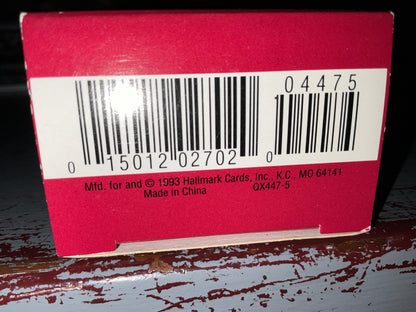 04475
0 15012 02702 0
Mfd. for and © 1993 Hallmark Cards, Inc., K.C., MO 64141
Made in China QX447-5